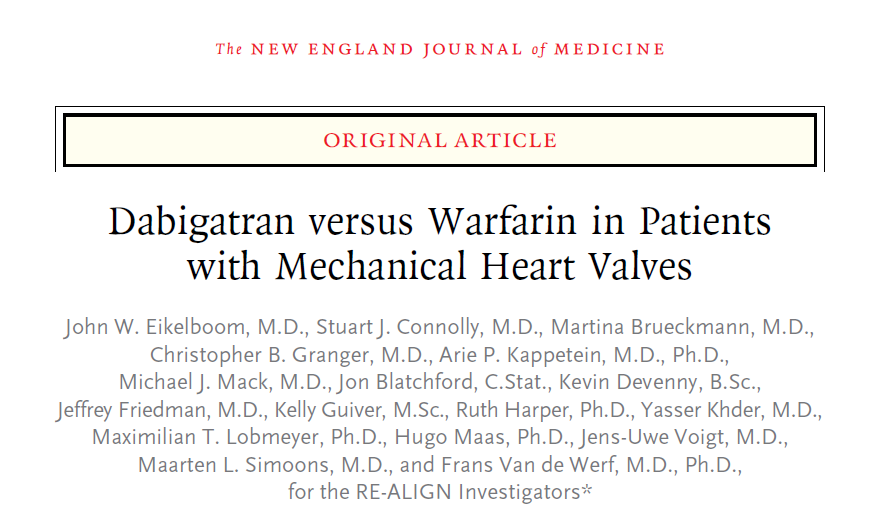 The NEW ENGLAND JOURNAL of MEDICINE
ORIGINAL ARTICLE
Dabigatran versus Warfarin in Patients
with Mechanical Heart Valves
John W. Eikelboom, M.D., Stuart J. Connolly, M.D., Martina Brueckmann, M.D.,
Christopher B. Granger, M.D., Arie P. Kappetein, M.D., Ph.D.,
Michael J. Mack, M.D., Jon Blatchford, C.Stat., Kevin Devenny, B.Sc.,
Jeffrey Friedman, M.D., Kelly Guiver, M.Sc., Ruth Harper, Ph.D., Yasser Khder, M.D.,
Maximilian T. Lobmeyer, Ph.D., Hugo Maas, Ph.D., Jens-Uwe Voigt, M.D.,
Maarten L. Simoons, M.D., and Frans Van de Werf, M.D., Ph.D.,
for the RE-ALIGN Investigators*